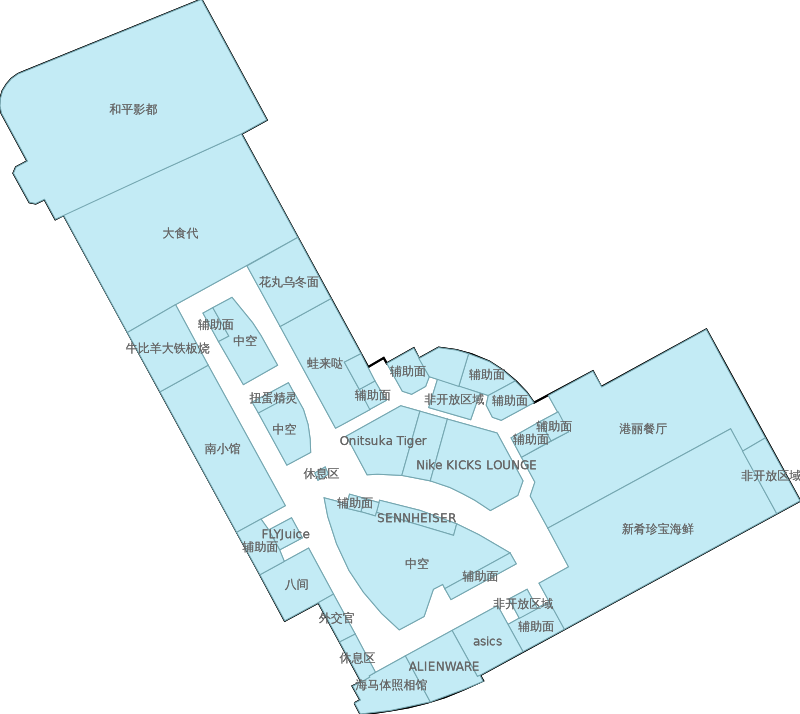 和平影都
大食代
花丸乌冬面
辅助面
中空
牛比羊大铁板烧
蛙来哒
辅助面
辅助面
辅助面
扭蛋精灵
非开放区域
辅助面
中空
辅助面
港丽餐厅
Onitsuka Tiger
辅助面
南小馆
Nike KICKS LOUNGE
休息区
非开放区域
辅助面
SENNHEISER
新肴珍宝海鲜
FLYJuice
辅助面
中空
辅助面
八间
非开放区域
外交官
辅助面
asics
休息区
ALIENWARE
海马体照相馆